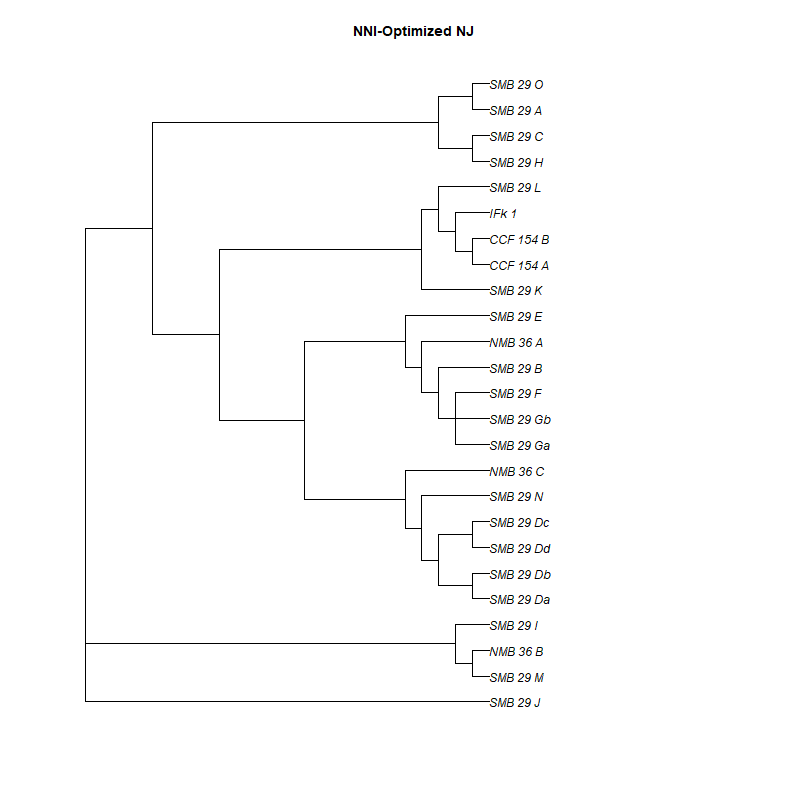 NNI-Optimized NJ
SMB 29 O
SMB 29 A
SMB 29 C
SMB 29 H
SMB 29 L
IFk 1
CCF 154 B
CCF 154 A
SMB 29 K
SMB 29 E
NMB 36 A
SMB 29 B
SMB 29 F
SMB 29 Gb
SMB 29 Ga
NMB 36 C
SMB 29 N
SMB 29 Dc
SMB 29 Dd
SMB 29 Db
SMB 29 Da
SMB 29 I
NMB 36 B
SMB 29 M
SMB 29 J